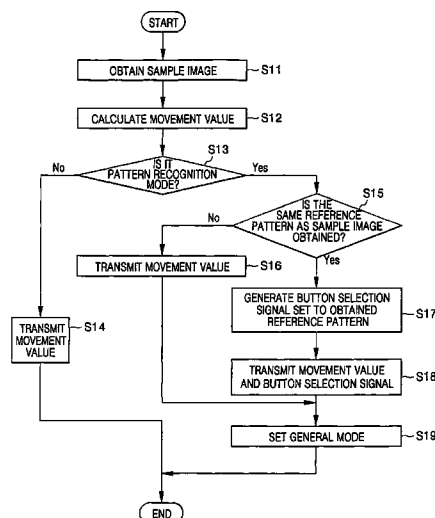 START
OBTAIN SAMPLE IMAGE
S11
CALCULATE MOVEMENT VALUE
S12
S13
IS IT
PATTERN RECOGNITION
MODE?
No
Yes
S15
IS THE
SAME REFERENCE
PATTERN AS SAMPLE IMAGE
OBTAINED?
No
Yes
TRANSMIT MOVEMENT VALUE
S16
GENERATE BUTTON SELECTION
SIGNAL SET TO OBTAINED
REFERENCE PATTERN
S17
TRANSMIT
MOVEMENT
VALUE
S14
TRANSMIT MOVEMENT VALUE
AND BUTTON SELECTION SIGNAL
S18
SET GENERAL MODE
S19
END